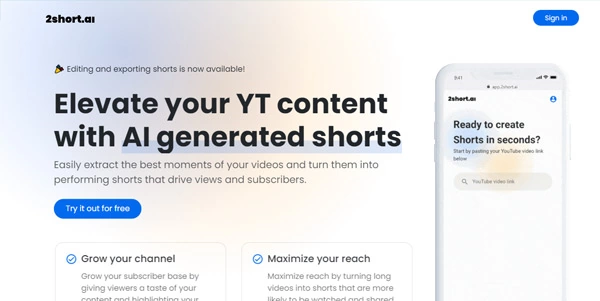 2short.aı
Sign in
Editing and exporting shorts is now available!
Elevate your YT content
with AI generated shorts
Easily extract the best moments of your videos and turn them into
performing shorts that drive views and subscribers.
Try it out for free
Grow your channel
Grow your subscriber base by
giving viewers a taste of your
content and highlighting your
Maximize your reach
Maximize reach by turning long
videos into shorts that are more
likely to be watched and shared
9:41
app.2short.ai
2short.aı
Ready to create
Shorts in seconds?
Start by pasting your YouTube video link
below
YouTube video link